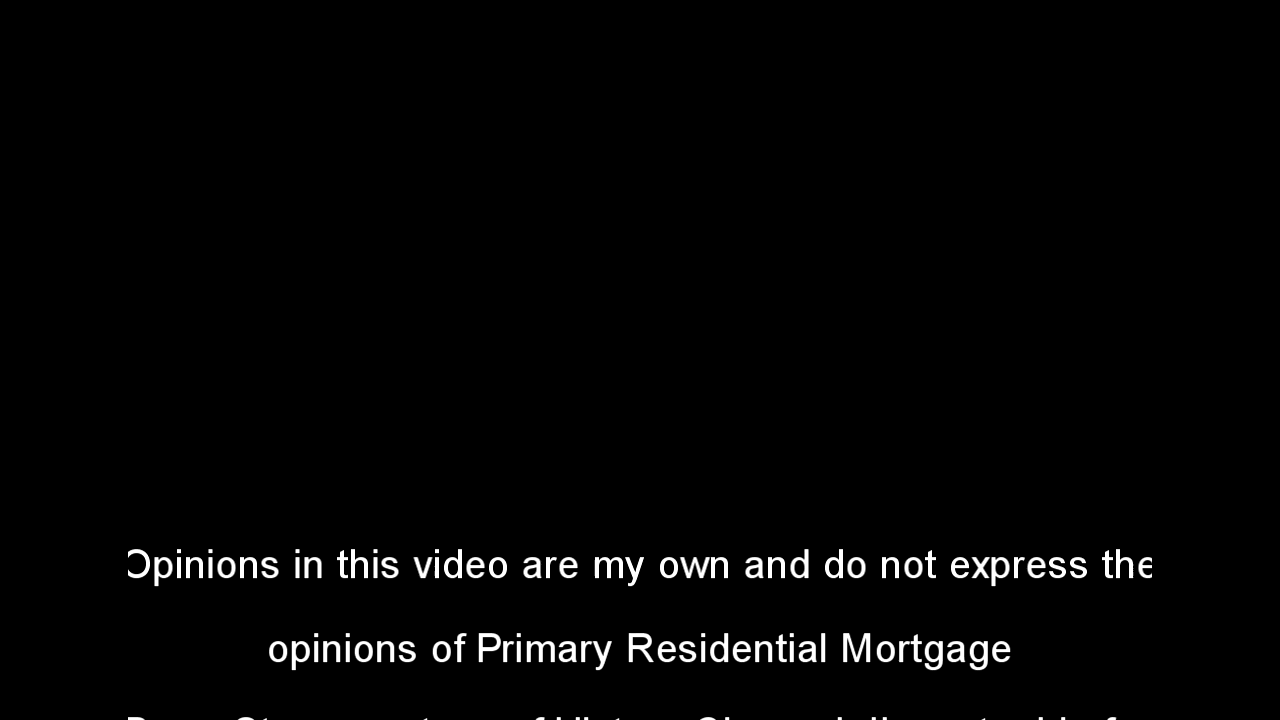 Opinions in this video are my own and do not express the
opinions of Primary Residential Mortgage